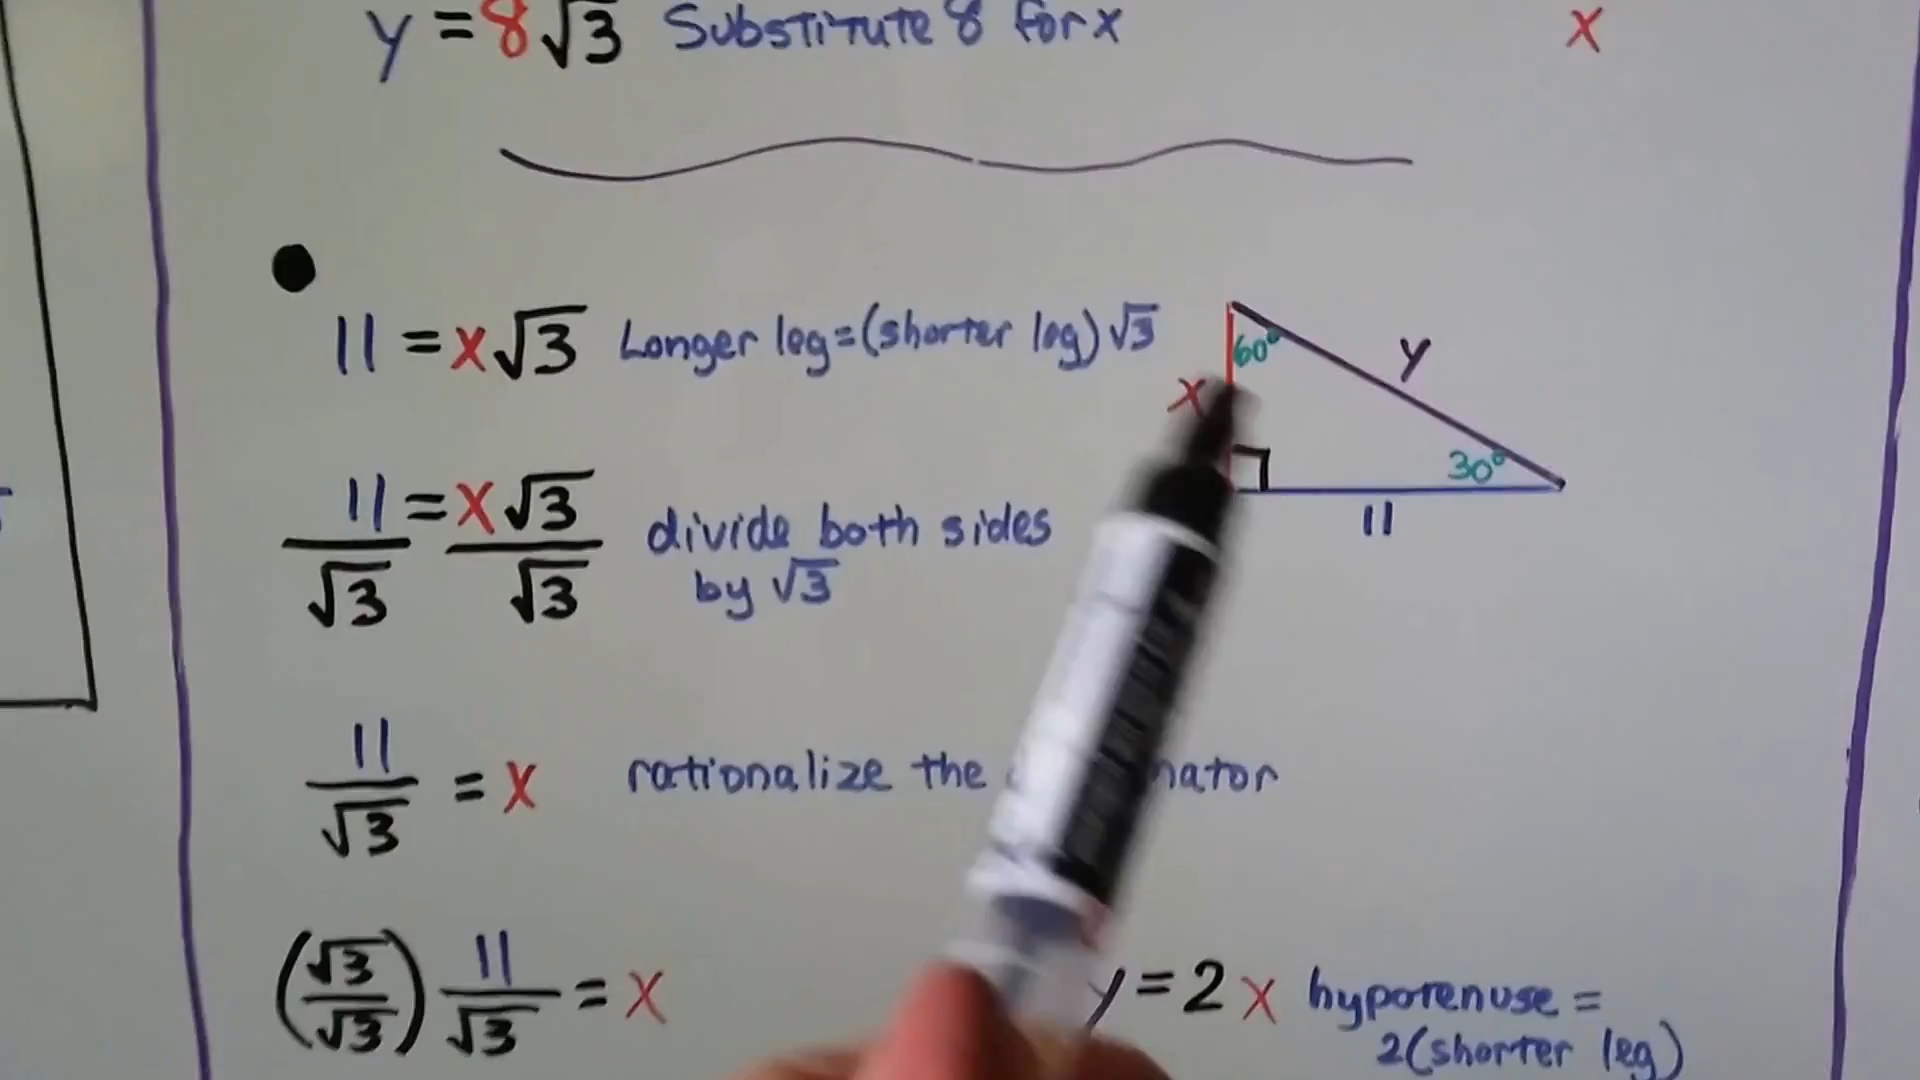 y = 8√3 Substitute 8 for x
x
11 = x√3 Longer leg = (shorter leg)√3
60°
y
x
30°
11
11/√3 = x√3/√3 divide both sides
by √3
11/√3 = x rationalize the
(√3/√3) 11/√3 = x
y = 2x hypotenuse =
2(shorter leg)